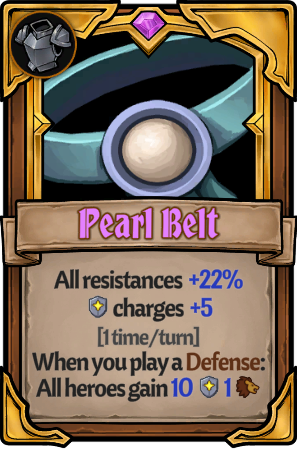 Pearl Belt
All resistances +22%
charges +5
[1 time/turn]
When you play a Defense:
All heroes gain 10 1